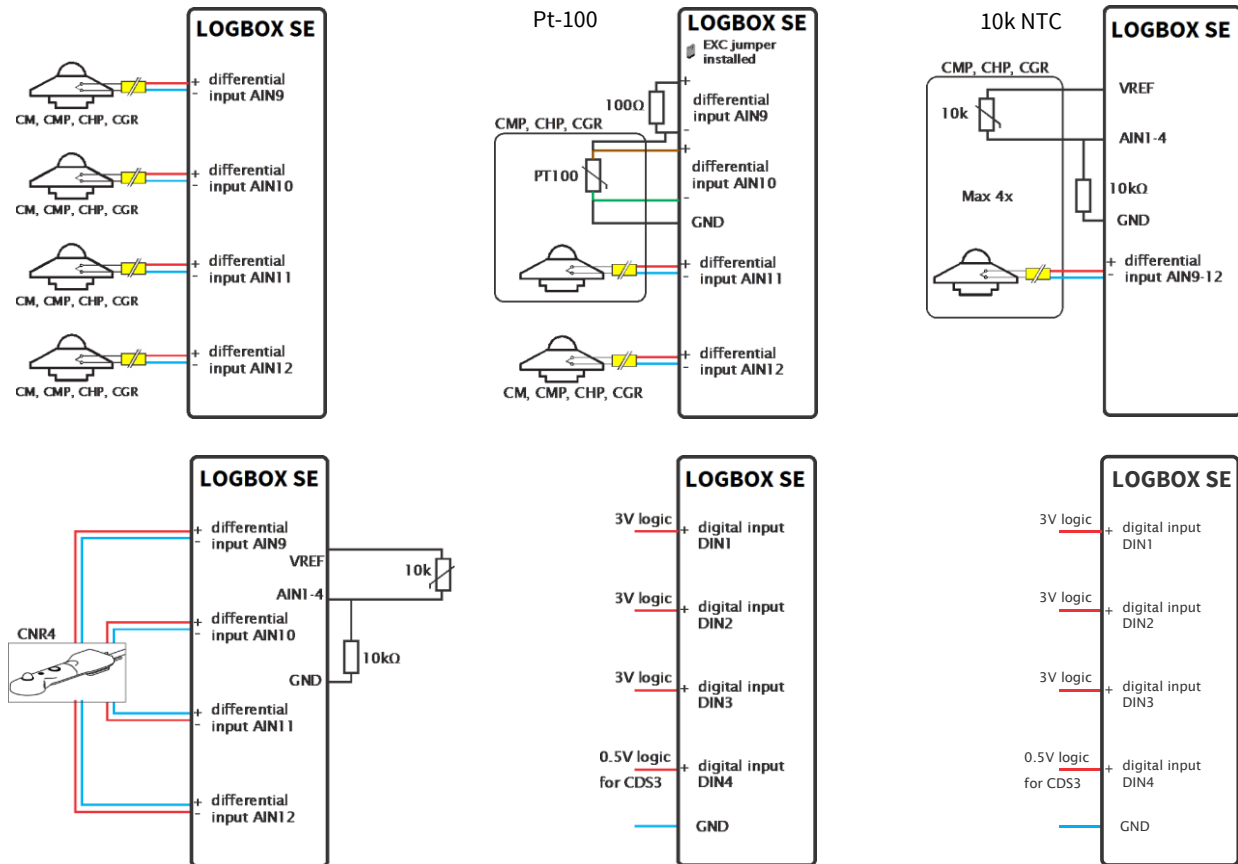 LOGBOX SE
+ differential
- input AIN9
CM, CMP, CHP, CGR
+ differential
- input AIN10
CM, CMP, CHP, CGR
+ differential
- input AIN11
CM, CMP, CHP, CGR
+ differential
- input AIN12
CM, CMP, CHP, CGR
Pt-100
LOGBOX SE
EXC jumper
installed
+
100Ω
differential
input AIN9
CMP, CHP, CGR
-
+
PT100
differential
input AIN10
-
GND
+ differential
- input AIN11
+ differential
- input AIN12
CM, CMP, CHP, CGR
10k NTC
LOGBOX SE
CMP, CHP, CGR
VREF
10k
AIN1-4
Max 4x
10kΩ
GND
+ differential
- input AIN9-12
LOGBOX SE
+ differential
- input AIN9
VREF
10k
AIN1-4
+ differential
- input AIN10
CNR4
10kΩ
GND
+ differential
- input AIN11
+ differential
- input AIN12
LOGBOX SE
3V logic
+ digital input
DIN1
3V logic
+ digital input
DIN2
3V logic
+ digital input
DIN3
0.5V logic
+ digital input
for CDS3
DIN4
GND
LOGBOX SE
3V logic
+ digital input
DIN1
3V logic
+ digital input
DIN2
3V logic
+ digital input
DIN3
0.5V logic
+ digital input
for CDS3
DIN4
GND